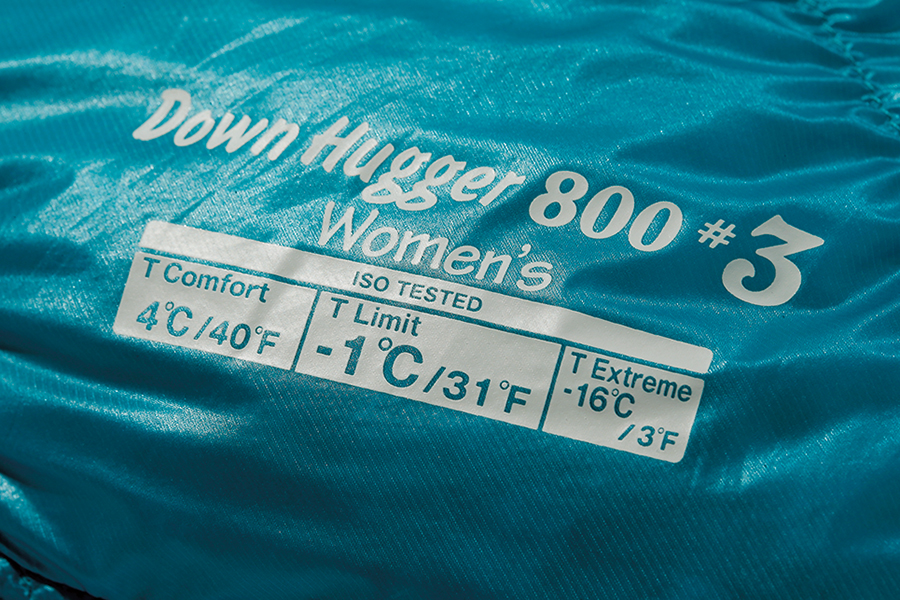 Down Hugger 800 #3
Women's
ISO TESTED
T Comfort
4°C/40°F
T Limit
-1°C/31°F
T Extreme
-16°C
/3°F